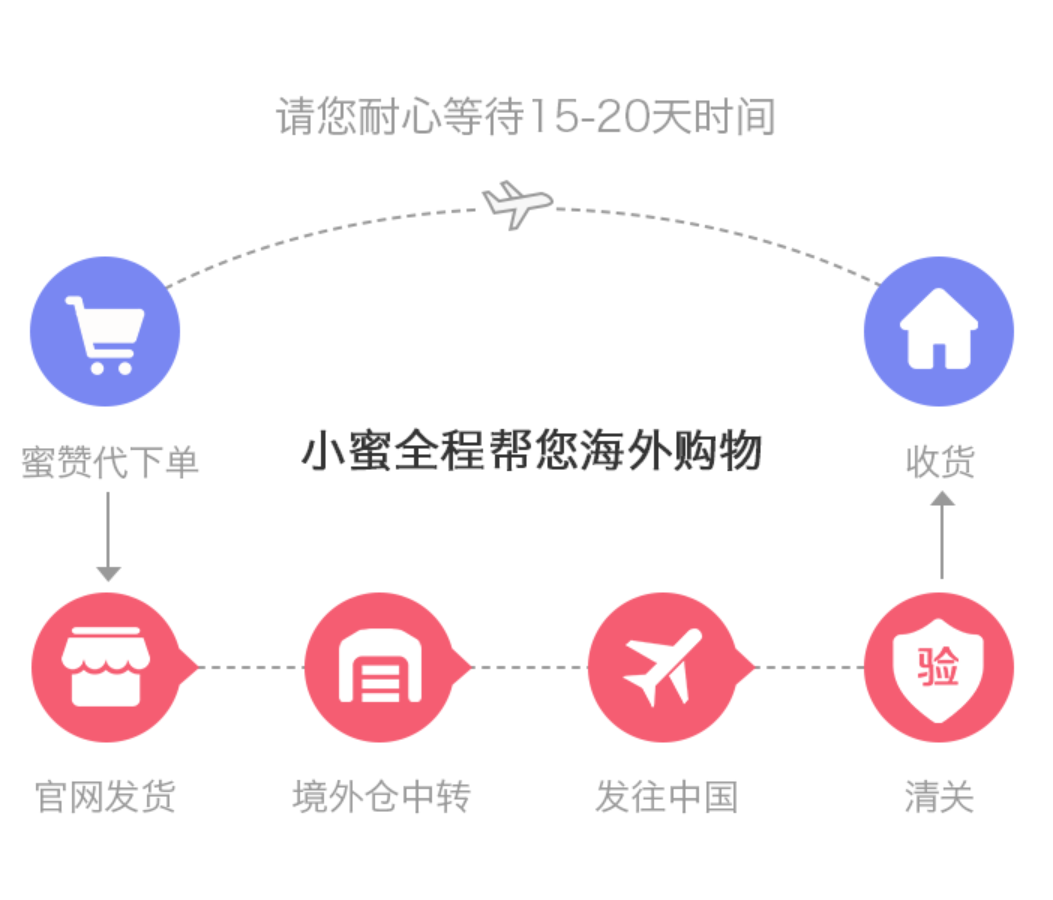 请您耐心等待15-20天时间
蜜赞代下单
小蜜全程帮您海外购物
收货
验
官网发货
境外仓中转
发往中国
清关